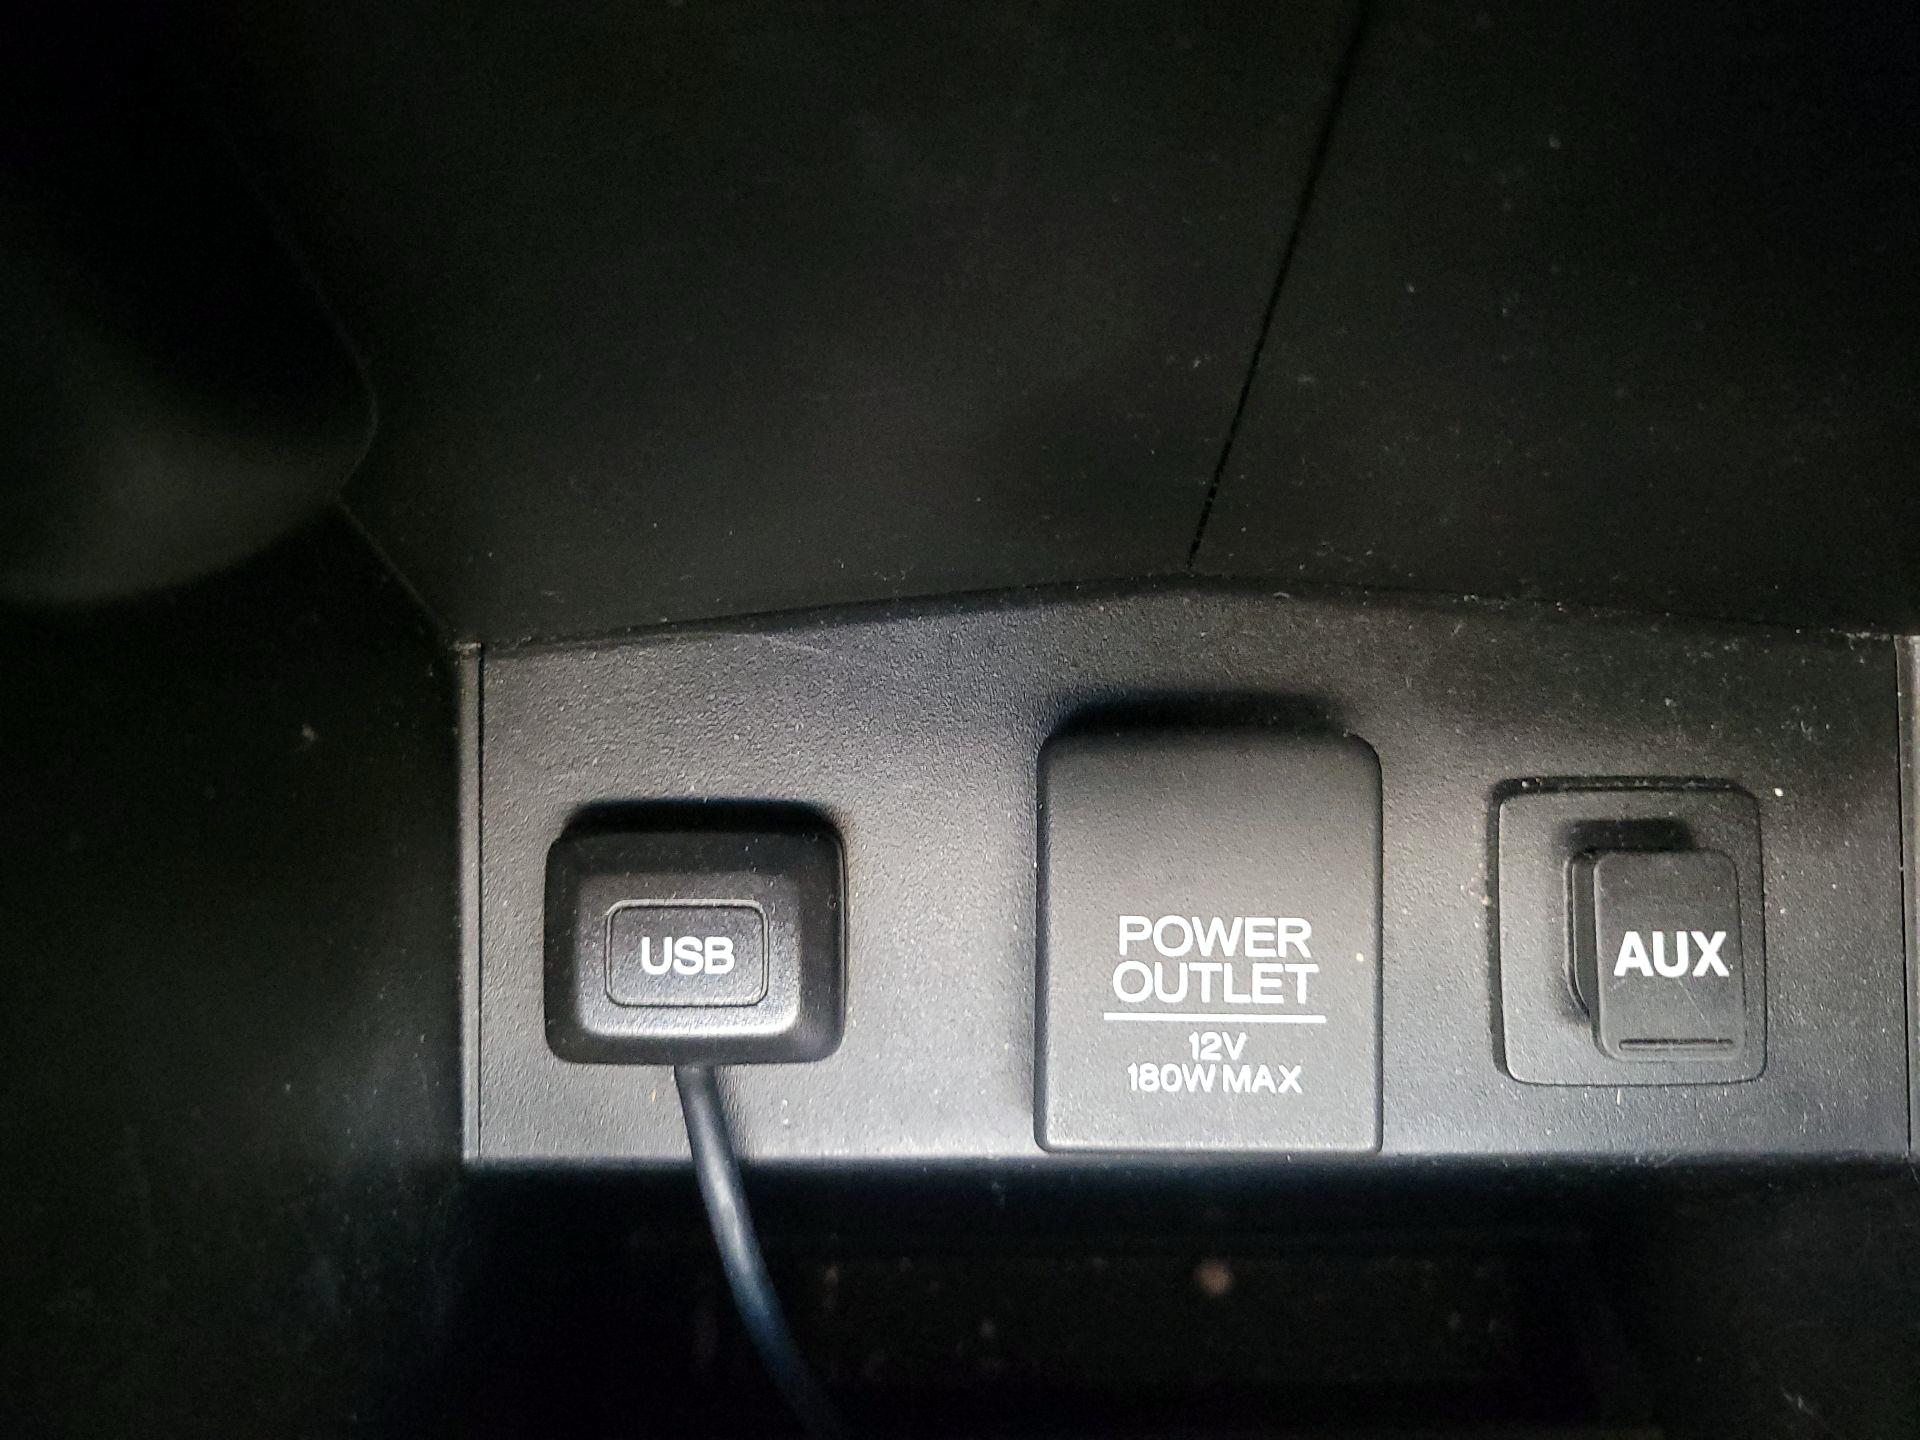 USB
POWER
OUTLET
12V
180W MAX
AUX